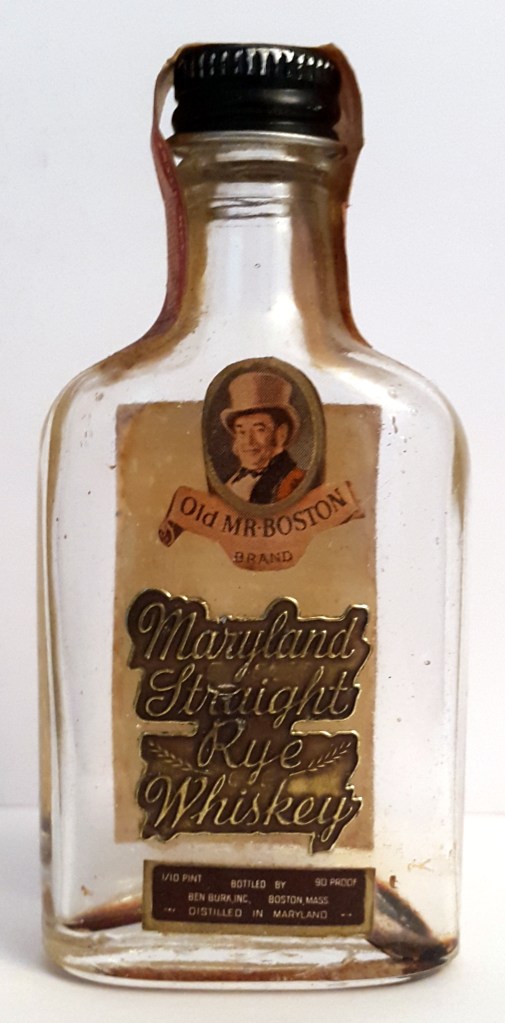 Old MR. BOSTON
BRAND
Maryland
Straight
Rye
Whiskey
1/10 PINT BOTTLED BY 90 PROOF
BEN BURK, INC., BOSTON, MASS.
DISTILLED IN MARYLAND